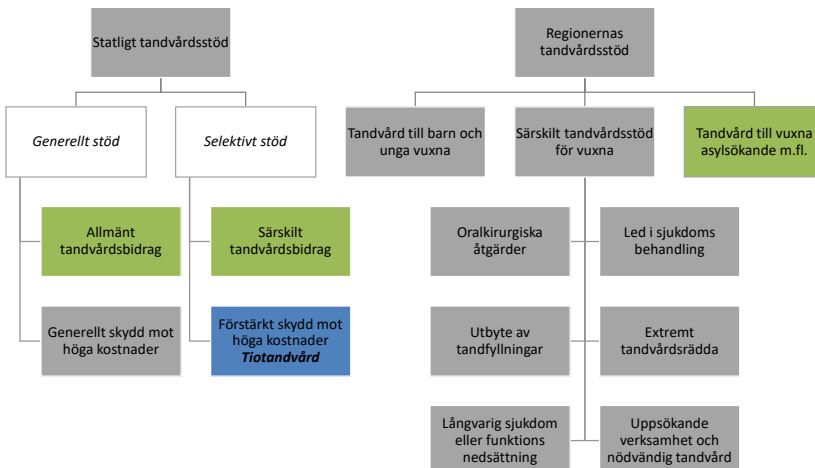 Statligt tandvårdsstöd
Generellt stöd
Selektivt stöd
Allmänt
tandvårdsbidrag
Särskilt
tandvårdsbidrag
Generellt skydd mot
höga kostnader
Förstärkt skydd mot
höga kostnader
Tiotandvård
Regionernas
tandvårdsstöd
Tandvård till barn och
unga vuxna
Särskilt tandvårdsstöd
för vuxna
Tandvård till vuxna
asylsökande m.fl.
Oralkirurgiska
åtgärder
Led i sjukdoms
behandling
Utbyte av
tandfyllningar
Extremt
tandvårdsrädda
Långvarig sjukdom
eller funktions
nedsättning
Uppsökande
verksamhet och
nödvändig tandvård